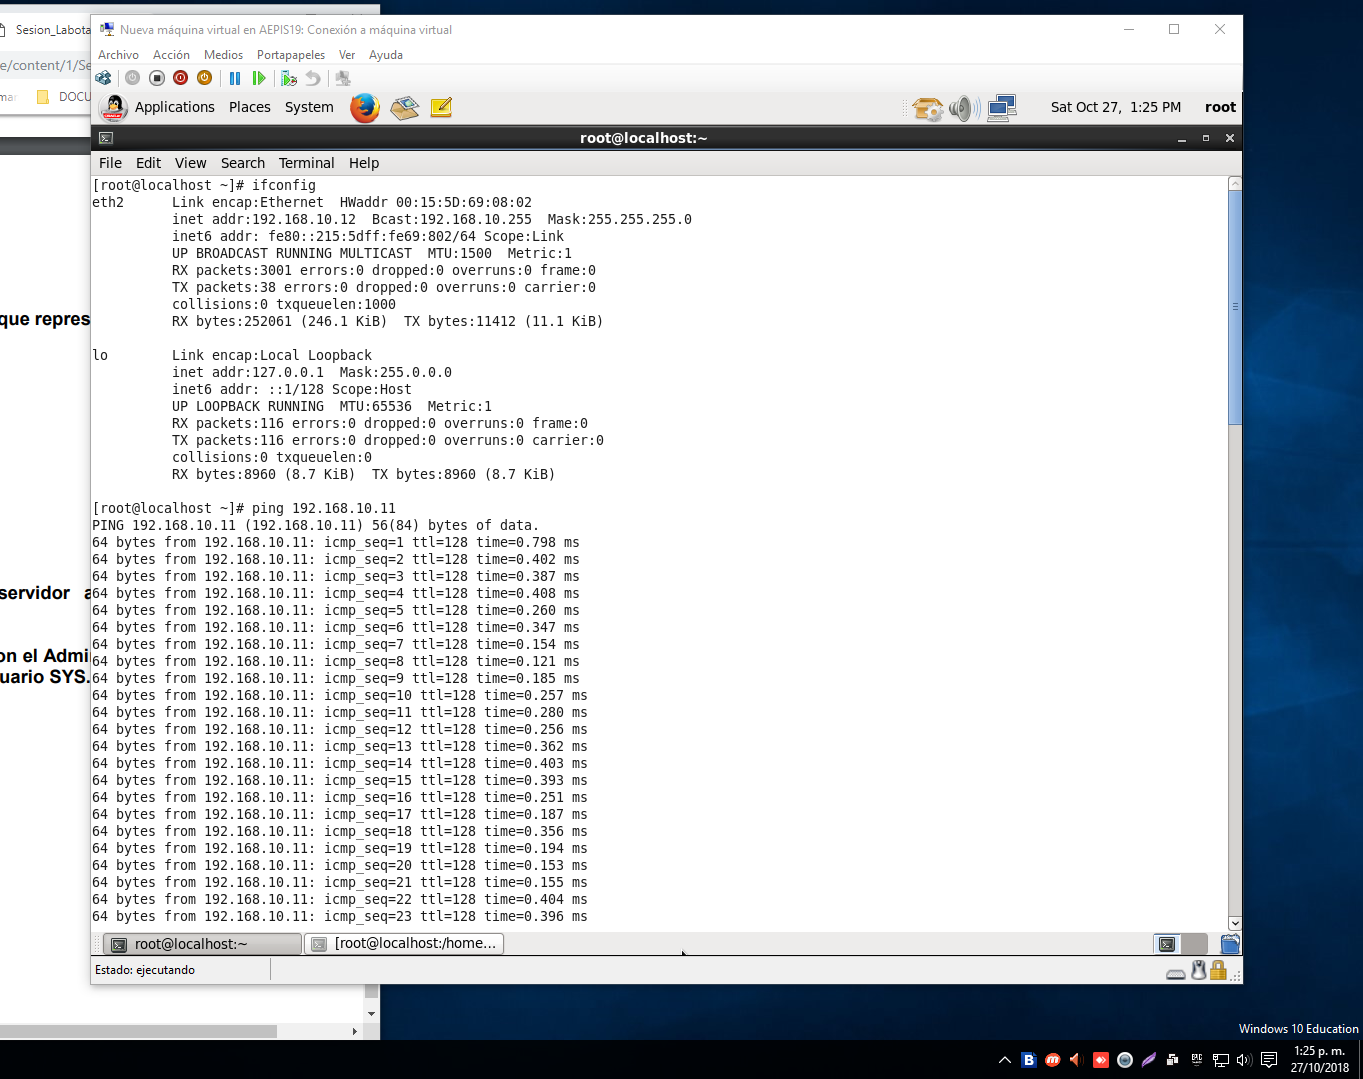 Sesion_Labota
e/content/1/Se
mar
DOCU
que repres
servidor a
on el Admi
uario SYS.
Nueva máquina virtual en AEPIS19: Conexión a máquina virtual
Archivo Acción Medios Portapapeles Ver Ayuda
Applications Places System
Sat Oct 27, 1:25 PM root
root@localhost:~
File Edit View Search Terminal Help
[root@localhost ~]# ifconfig
eth2 Link encap:Ethernet HWaddr 00:15:5D:69:08:02
inet addr:192.168.10.12 Bcast:192.168.10.255 Mask:255.255.255.0
inet6 addr: fe80::215:5dff:fe69:802/64 Scope:Link
UP BROADCAST RUNNING MULTICAST MTU:1500 Metric:1
RX packets:3001 errors:0 dropped:0 overruns:0 frame:0
TX packets:38 errors:0 dropped:0 overruns:0 carrier:0
collisions:0 txqueuelen:1000
RX bytes:252061 (246.1 KiB) TX bytes:11412 (11.1 KiB)
lo Link encap:Local Loopback
inet addr:127.0.0.1 Mask:255.0.0.0
inet6 addr: ::1/128 Scope:Host
UP LOOPBACK RUNNING MTU:65536 Metric:1
RX packets:116 errors:0 dropped:0 overruns:0 frame:0
TX packets:116 errors:0 dropped:0 overruns:0 carrier:0
collisions:0 txqueuelen:0
RX bytes:8960 (8.7 KiB) TX bytes:8960 (8.7 KiB)
[root@localhost ~]# ping 192.168.10.11
PING 192.168.10.11 (192.168.10.11) 56(84) bytes of data.
64 bytes from 192.168.10.11: icmp_seq=1 ttl=128 time=0.798 ms
64 bytes from 192.168.10.11: icmp_seq=2 ttl=128 time=0.402 ms
64 bytes from 192.168.10.11: icmp_seq=3 ttl=128 time=0.387 ms
64 bytes from 192.168.10.11: icmp_seq=4 ttl=128 time=0.408 ms
64 bytes from 192.168.10.11: icmp_seq=5 ttl=128 time=0.260 ms
64 bytes from 192.168.10.11: icmp_seq=6 ttl=128 time=0.347 ms
64 bytes from 192.168.10.11: icmp_seq=7 ttl=128 time=0.154 ms
64 bytes from 192.168.10.11: icmp_seq=8 ttl=128 time=0.121 ms
64 bytes from 192.168.10.11: icmp_seq=9 ttl=128 time=0.185 ms
64 bytes from 192.168.10.11: icmp_seq=10 ttl=128 time=0.257 ms
64 bytes from 192.168.10.11: icmp_seq=11 ttl=128 time=0.280 ms
64 bytes from 192.168.10.11: icmp_seq=12 ttl=128 time=0.256 ms
64 bytes from 192.168.10.11: icmp_seq=13 ttl=128 time=0.362 ms
64 bytes from 192.168.10.11: icmp_seq=14 ttl=128 time=0.403 ms
64 bytes from 192.168.10.11: icmp_seq=15 ttl=128 time=0.393 ms
64 bytes from 192.168.10.11: icmp_seq=16 ttl=128 time=0.251 ms
64 bytes from 192.168.10.11: icmp_seq=17 ttl=128 time=0.187 ms
64 bytes from 192.168.10.11: icmp_seq=18 ttl=128 time=0.356 ms
64 bytes from 192.168.10.11: icmp_seq=19 ttl=128 time=0.194 ms
64 bytes from 192.168.10.11: icmp_seq=20 ttl=128 time=0.153 ms
64 bytes from 192.168.10.11: icmp_seq=21 ttl=128 time=0.155 ms
64 bytes from 192.168.10.11: icmp_seq=22 ttl=128 time=0.404 ms
64 bytes from 192.168.10.11: icmp_seq=23 ttl=128 time=0.396 ms
root@localhost:~ [root@localhost:/home...
Estado: ejecutando
Windows 10 Education
1:25 p. m.
27/10/2018